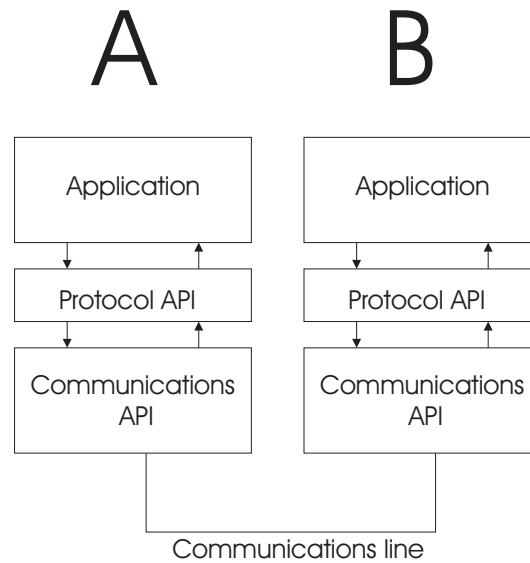 A
B
Application
Application
Protocol API
Protocol API
Communications
API
Communications
API
Communications line